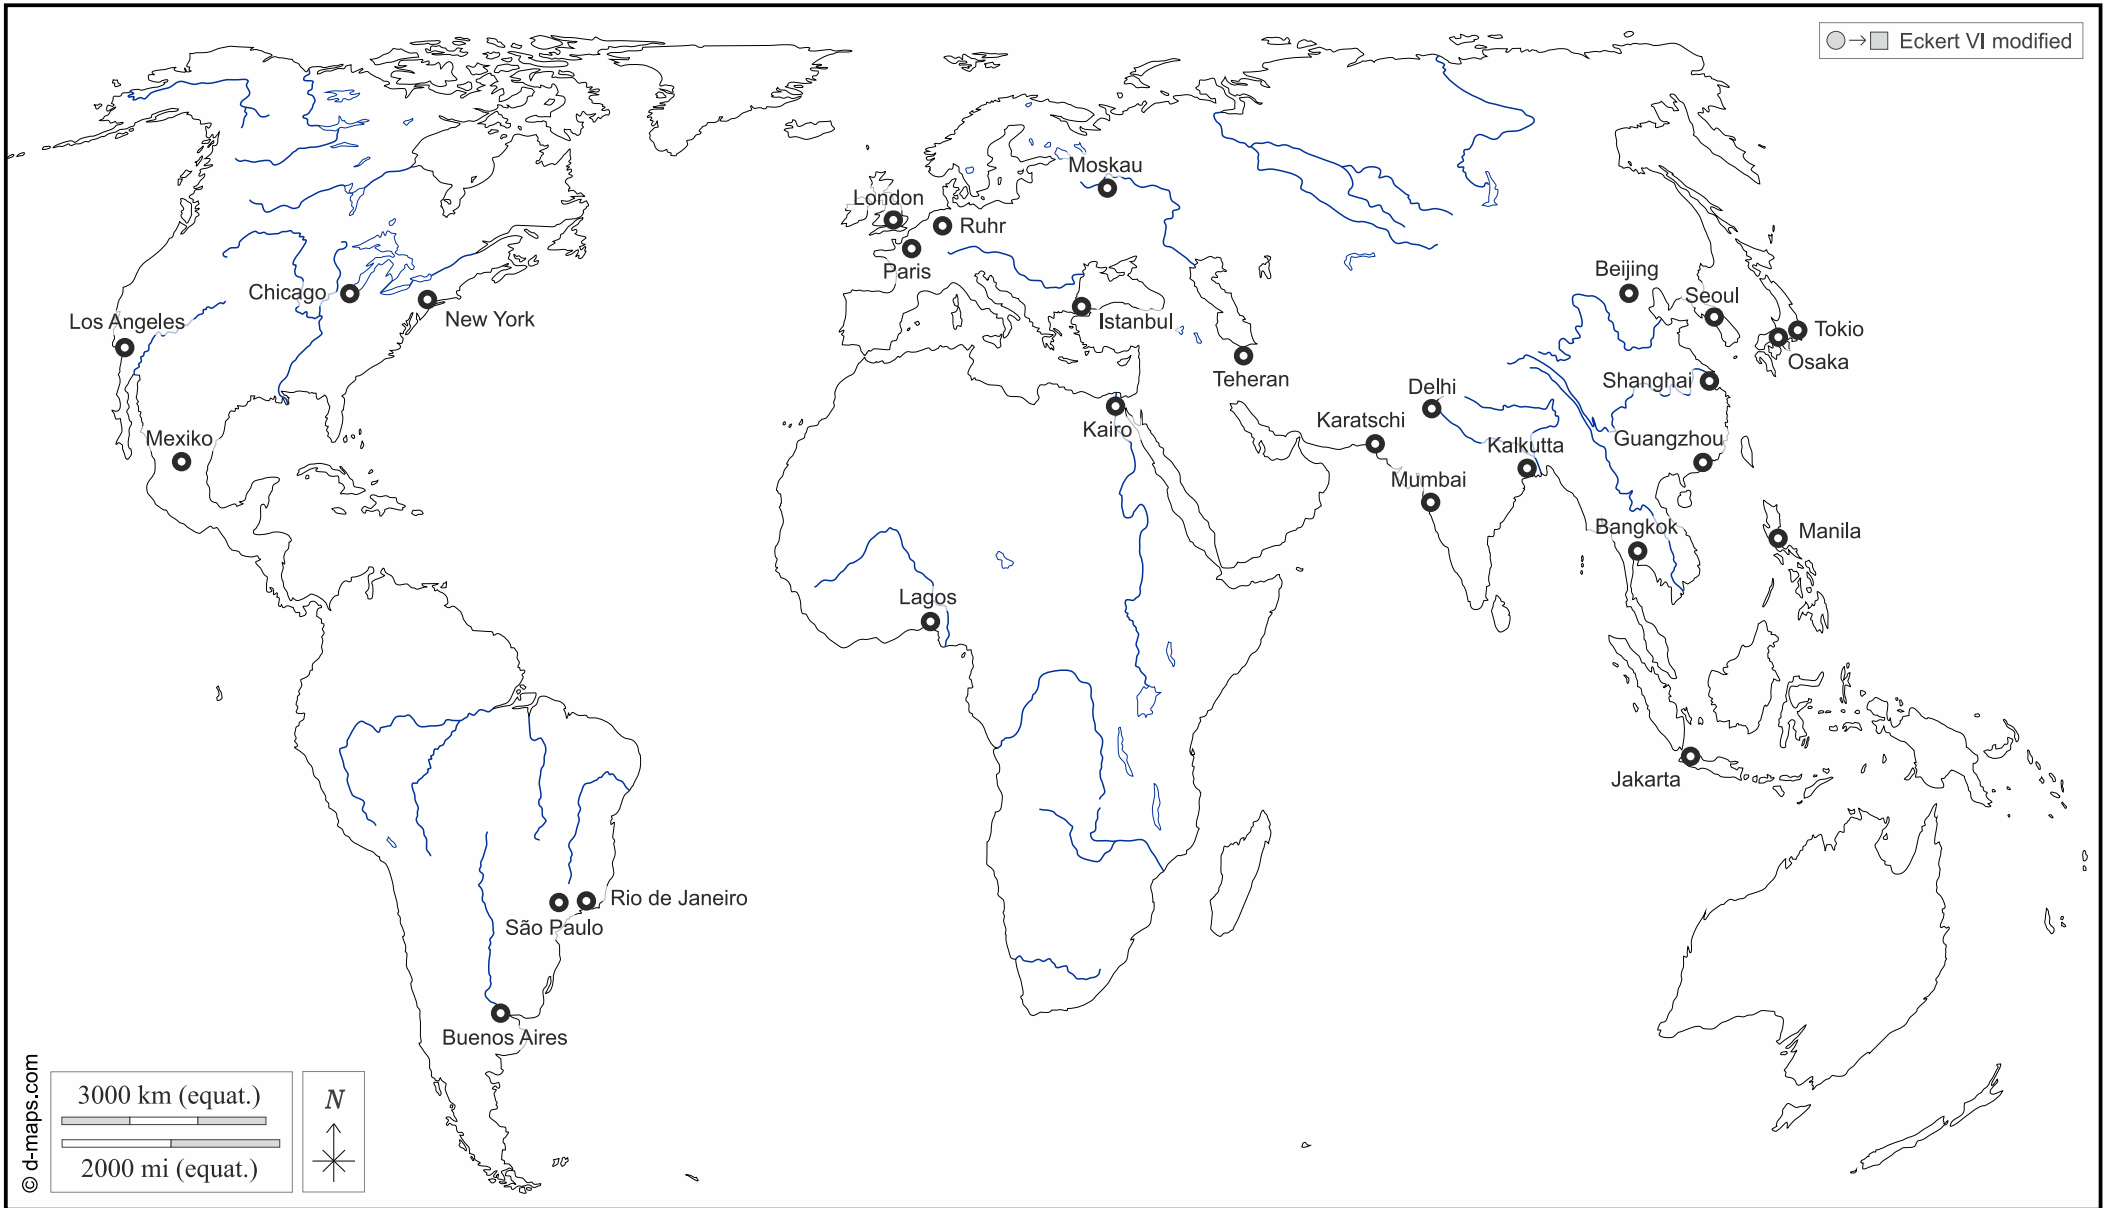 Eckert VI modified
Moskau
London
Ruhr
Paris
Beijing
Chicago
Seoul
New York
Los Angeles
Istanbul
Tokio
Osaka
Teheran
Shanghai
Delhi
Karatschi
Kairo
Mexiko
Guangzhou
Kalkutta
Mumbai
Bangkok
Manila
Lagos
Jakarta
Rio de Janeiro
São Paulo
Buenos Aires
© d-maps.com
3000 km (equat.)
2000 mi (equat.)
N